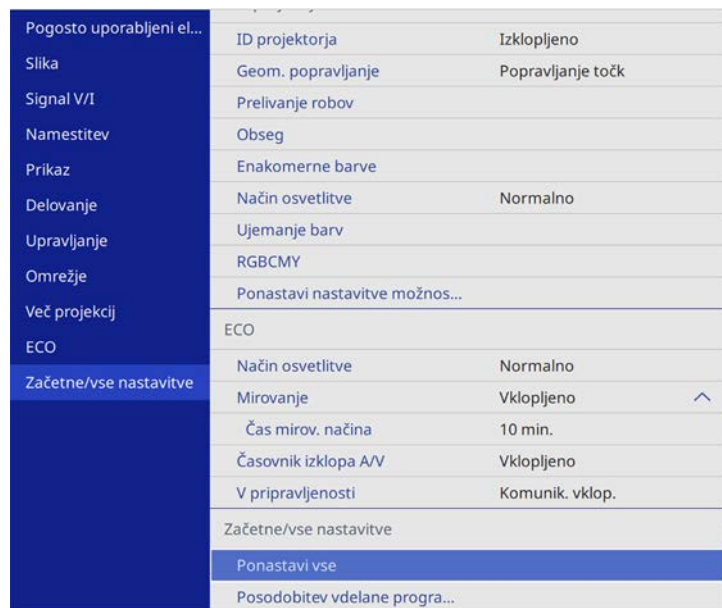 Pogosto uporabljeni el...
Slika
Signal V/I
Namestitev
Prikaz
Delovanje
Upravljanje
Omrežje
Več projekcij
ECO
Začetne/vse nastavitve
ID projektorja Izklopljeno
Geom. popravljanje Popravljanje točk
Prelivanje robov
Obseg
Enakomerne barve
Način osvetlitve Normalno
Ujemanje barv
RGBCMY
Ponastavi nastavitve možnos...
ECO
Način osvetlitve Normalno
Mirovanje Vklopljeno
Čas mirov. načina 10 min.
Časovnik izklopa A/V Vklopljeno
V pripravljenosti Komunik. vklop.
Začetne/vse nastavitve
Ponastavi vse
Posodobitev vdelane progra...